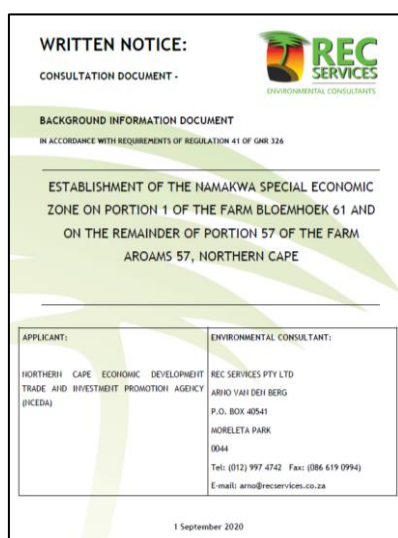 WRITTEN NOTICE:
REC
SERVICES
ENVIRONMENTAL CONSULTANTS
CONSULTATION DOCUMENT -
BACKGROUND INFORMATION DOCUMENT
IN ACCORDANCE WITH REQUIREMENTS OF REGULATION 41 OF GNR 326
ESTABLISHMENT OF THE NAMAKWA SPECIAL ECONOMIC
ZONE ON PORTION 1 OF THE FARM BLOEMHOEK 61 AND
ON THE REMAINDER OF PORTION 57 OF THE FARM
AROAMS 57, NORTHERN CAPE
APPLICANT:
NORTHERN CAPE ECONOMIC DEVELOPMENT
TRADE AND INVESTMENT PROMOTION AGENCY
(NCEDA)
ENVIRONMENTAL CONSULTANT:
REC SERVICES PTY LTD
ARNO VAN DEN BERG
P.O. BOX 40541
MORELETA PARK
0044
Tel: (012) 997 4742 Fax: (086 619 0994)
E-mail: arno@recservices.co.za
1 September 2020